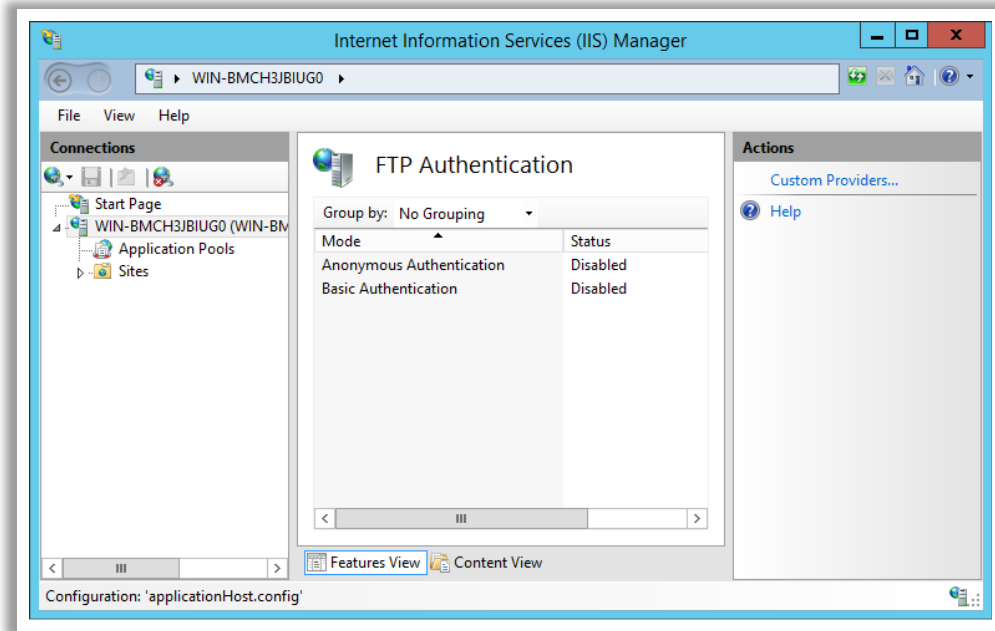 Internet Information Services (IIS) Manager
WIN-BMCH3JBIUG0
File View Help
Connections
Start Page
WIN-BMCH3JBIUG0 (WIN-BM
Application Pools
Sites
FTP Authentication
Group by: No Grouping
Mode Status
Anonymous Authentication Disabled
Basic Authentication Disabled
Features View Content View
Actions
Custom Providers...
Help
Configuration: 'applicationHost.config'